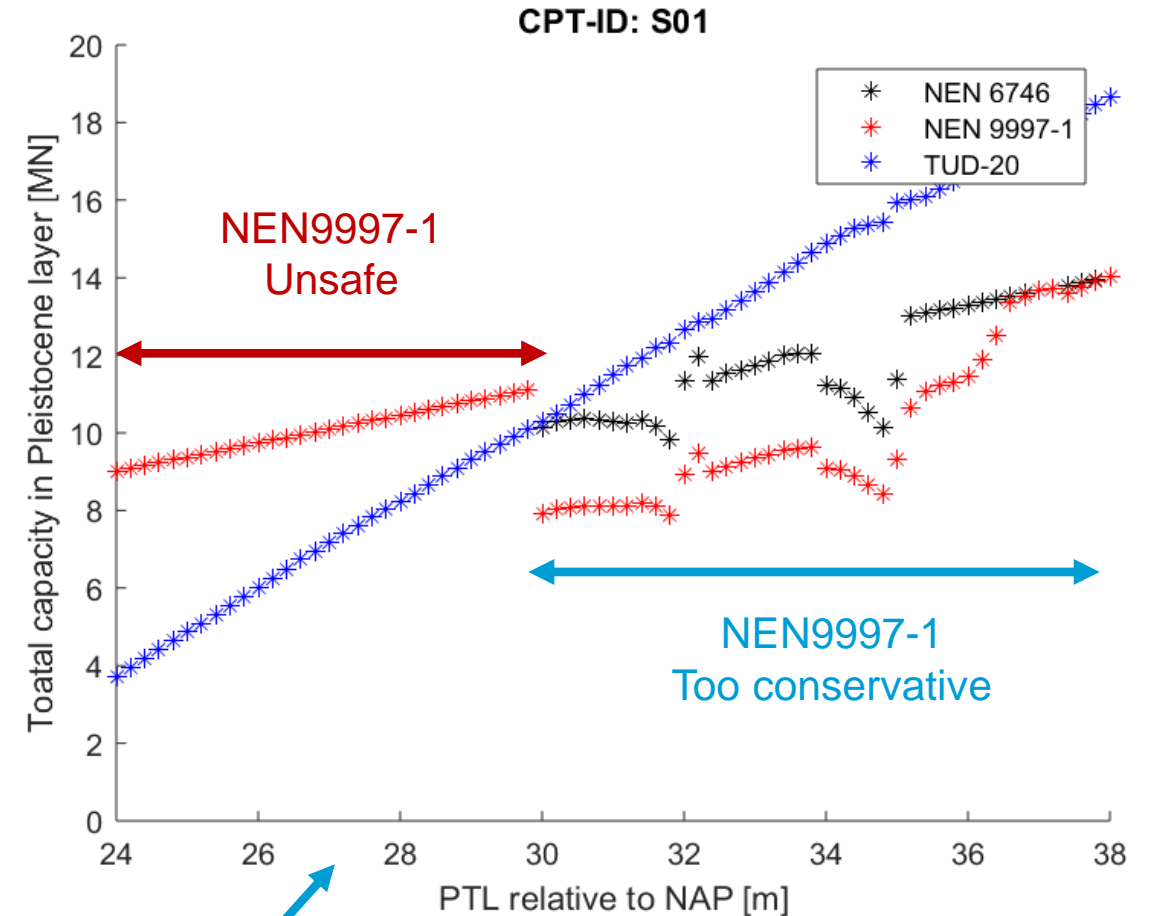 CPT-ID: S01
20
18
16
14
12
10
8
6
4
2
0
Toatal capacity in Pleistocene layer [MN]
NEN 6746
NEN 9997-1
TUD-20
NEN9997-1
Unsafe
NEN9997-1
Too conservative
24
26
28
30
32
34
36
38
PTL relative to NAP [m]